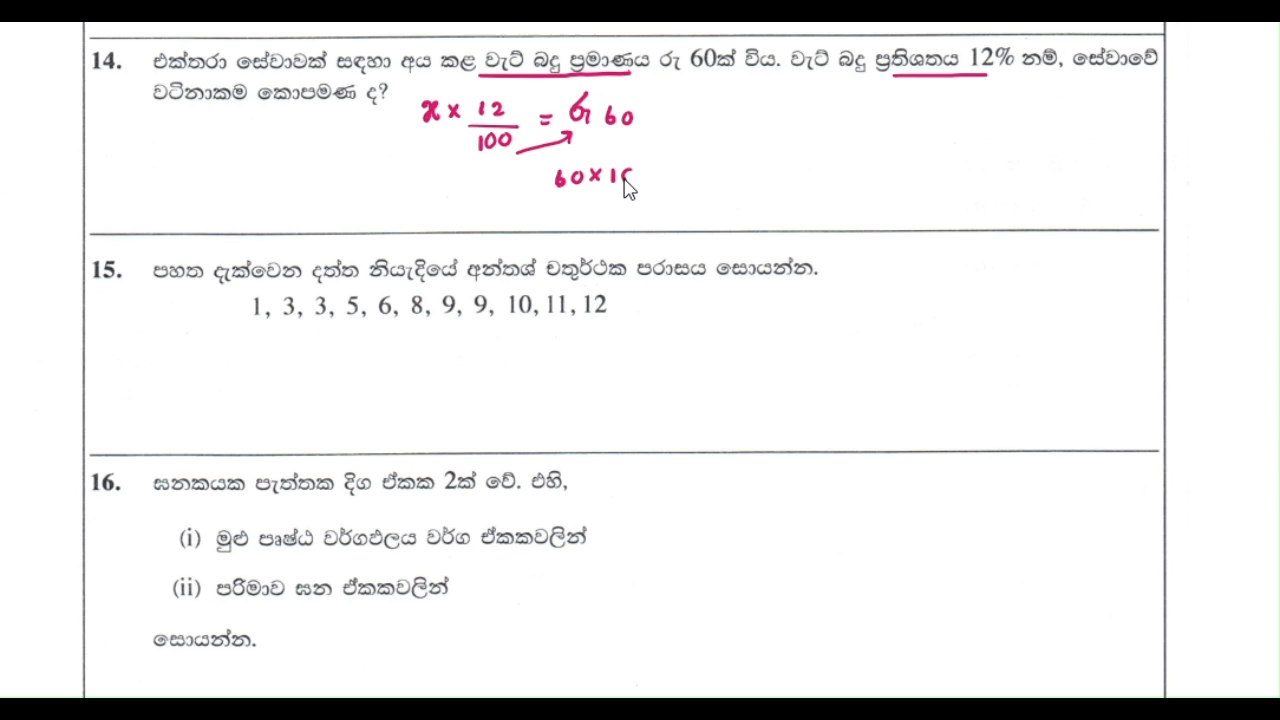 14. එක්තරා සේවාවක් සඳහා අය කළ වැට් බදු ප්‍රමාණය රු 60ක් විය. වැට් බදු ප්‍රතිශතය 12% නම්, සේවාවේ
වටිනාකම කොපමණ ද?
x × 12/100 = රු 60
60 × 10
15. පහත දැක්වෙන දත්ත නියැදියේ අන්තශ් චතුර්ථක පරාසය සොයන්න.
1, 3, 3, 5, 6, 8, 9, 9, 10, 11, 12
16. ඝනකයක පැත්තක දිග ඒකක 2ක් වේ. එහි,
(i) මුළු පෘෂ්ඨ වර්ගඵලය වර්ග ඒකකවලින්
(ii) පරිමාව ඝන ඒකකවලින්
සොයන්න.